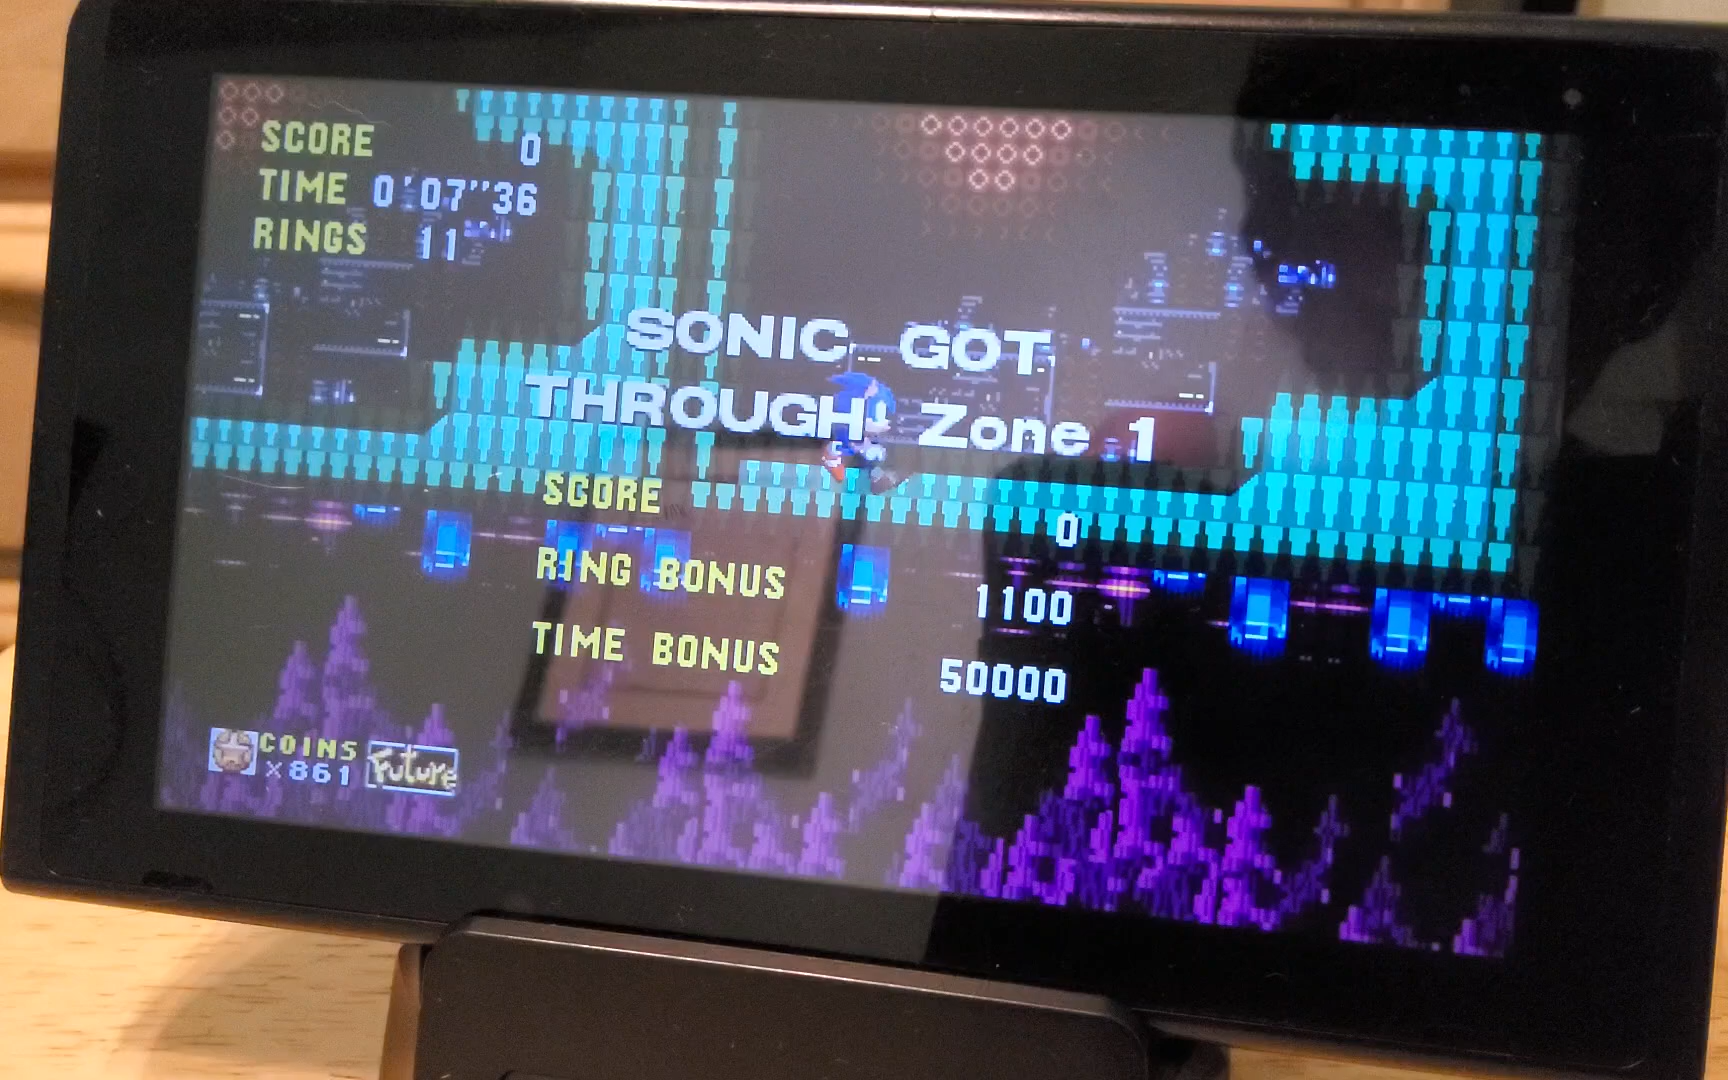 SCORE 0
TIME 0'07"36
RINGS 11
SONIC GOT
THROUGH Zone 1
SCORE 0
RING BONUS 1100
TIME BONUS 50000
COINS
×861
Future